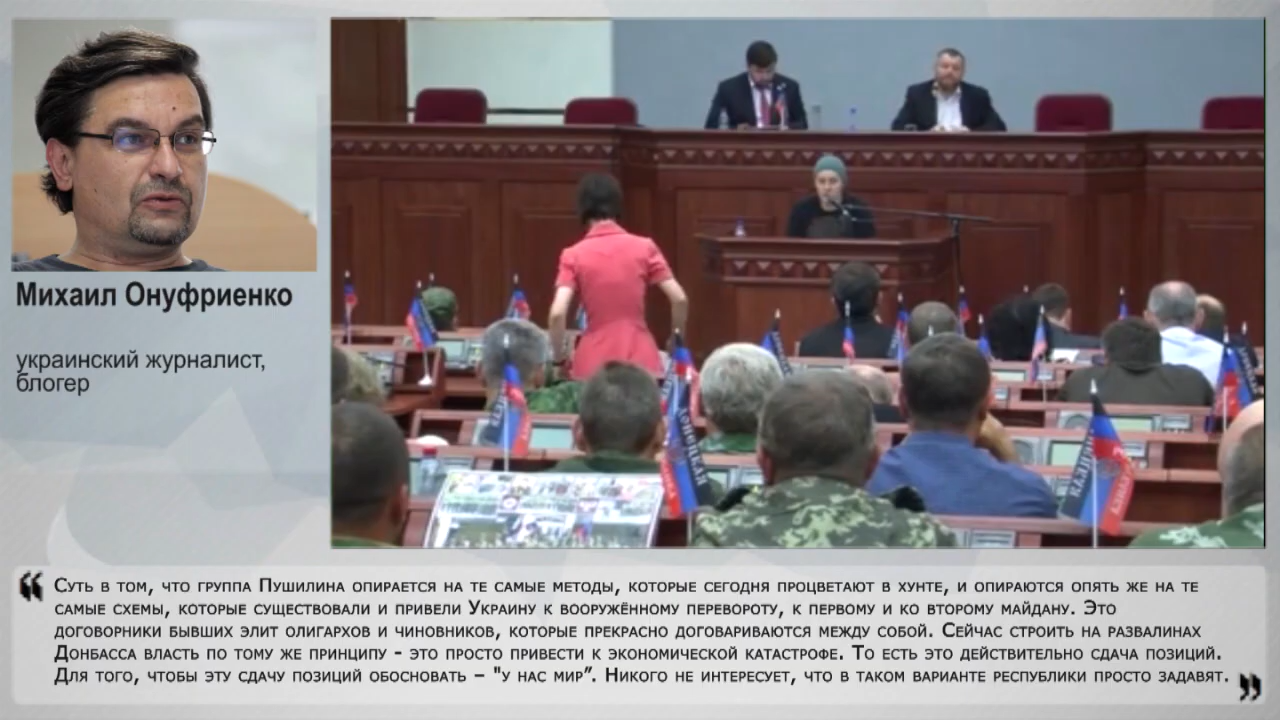 Михаил Онуфриенко
украинский журналист,
блогер
“ Суть в том, что группа Пушилина опирается на те самые методы, которые сегодня процветают в хунте, и опираются опять же на те
самые схемы, которые существовали и привели Украину к вооружённому перевороту, к первому и ко второму майдану. Это
договорники бывших элит олигархов и чиновников, которые прекрасно договариваются между собой. Сейчас строить на развалинах
Донбасса власть по тому же принципу - это просто привести к экономической катастрофе. То есть это действительно сдача позиций.
Для того, чтобы эту сдачу позиций обосновать – "у нас мир”. Никого не интересует, что в таком варианте республики просто задавят. ”